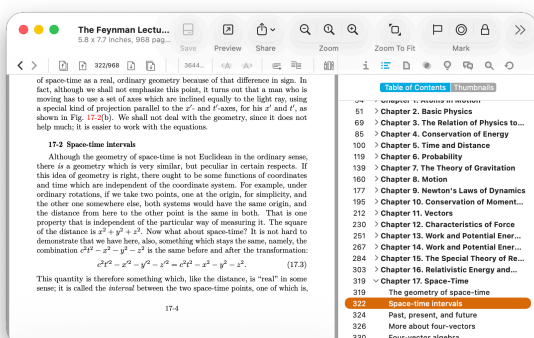 The Feynman Lectu...
5.8 x 7.7 inches, 968 pag...
Save
Preview
Share
Zoom
Zoom To Fit
Mark
322/968
3644...
Table of Contents
Thumbnails
of space-time as a real, ordinary geometry because of that difference in sign. In
fact, although we shall not emphasize this point, it turns out that a man who is
moving has to use a set of axes which are inclined equally to the light ray, using
a special kind of projection parallel to the x′- and t′-axes, for his x′ and t′, as
shown in Fig. 17-2(b). We shall not deal with the geometry, since it does not
help much; it is easier to work with the equations.
17-2 Space-time intervals
Although the geometry of space-time is not Euclidean in the ordinary sense,
there is a geometry which is very similar, but peculiar in certain respects. If
this idea of geometry is right, there ought to be some functions of coordinates
and time which are independent of the coordinate system. For example, under
ordinary rotations, if we take two points, one at the origin, for simplicity, and
the other one somewhere else, both systems would have the same origin, and
the distance from here to the other point is the same in both. That is one
property that is independent of the particular way of measuring it. The square
of the distance is x² + y² + z². Now what about space-time? It is not hard to
demonstrate that we have here, also, something which stays the same, namely, the
combination c²t² − x² − y² − z² is the same before and after the transformation:
c²t′² − x′² − y′² − z′² = c²t² − x² − y² − z². (17.3)
This quantity is therefore something which, like the distance, is “real” in some
sense; it is called the interval between the two space-time points, one of which is,
17-4
Chapter 1. Atoms in Motion
51 Chapter 2. Basic Physics
69 Chapter 3. The Relation of Physics to...
85 Chapter 4. Conservation of Energy
100 Chapter 5. Time and Distance
119 Chapter 6. Probability
139 Chapter 7. The Theory of Gravitation
160 Chapter 8. Motion
177 Chapter 9. Newton's Laws of Dynamics
195 Chapter 10. Conservation of Moment...
212 Chapter 11. Vectors
230 Chapter 12. Characteristics of Force
251 Chapter 13. Work and Potential Ener...
267 Chapter 14. Work and Potential Ener...
284 Chapter 15. The Special Theory of Re...
303 Chapter 16. Relativistic Energy and...
319 Chapter 17. Space-Time
319 The geometry of space-time
322 Space-time intervals
324 Past, present, and future
326 More about four-vectors
330 Four-vector algebra